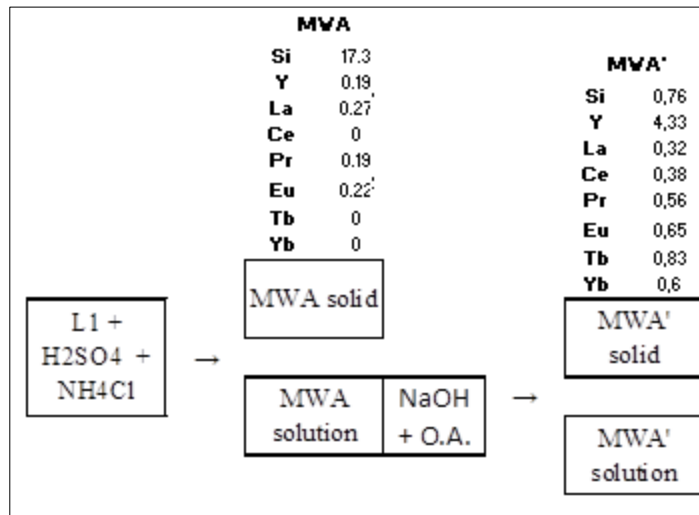 MWA
Si 17.3
Y 0.19
La 0.27'
Ce 0
Pr 0.19
Eu 0.22'
Tb 0
Yb 0
MWA'
Si 0,76
Y 4,33
La 0,32
Ce 0,38
Pr 0,56
Eu 0,65
Tb 0,83
Yb 0,6
L1 +
H2SO4 +
NH4Cl
→
MWA solid
MWA
solution
NaOH
+ O.A.
→
MWA'
solid
MWA'
solution